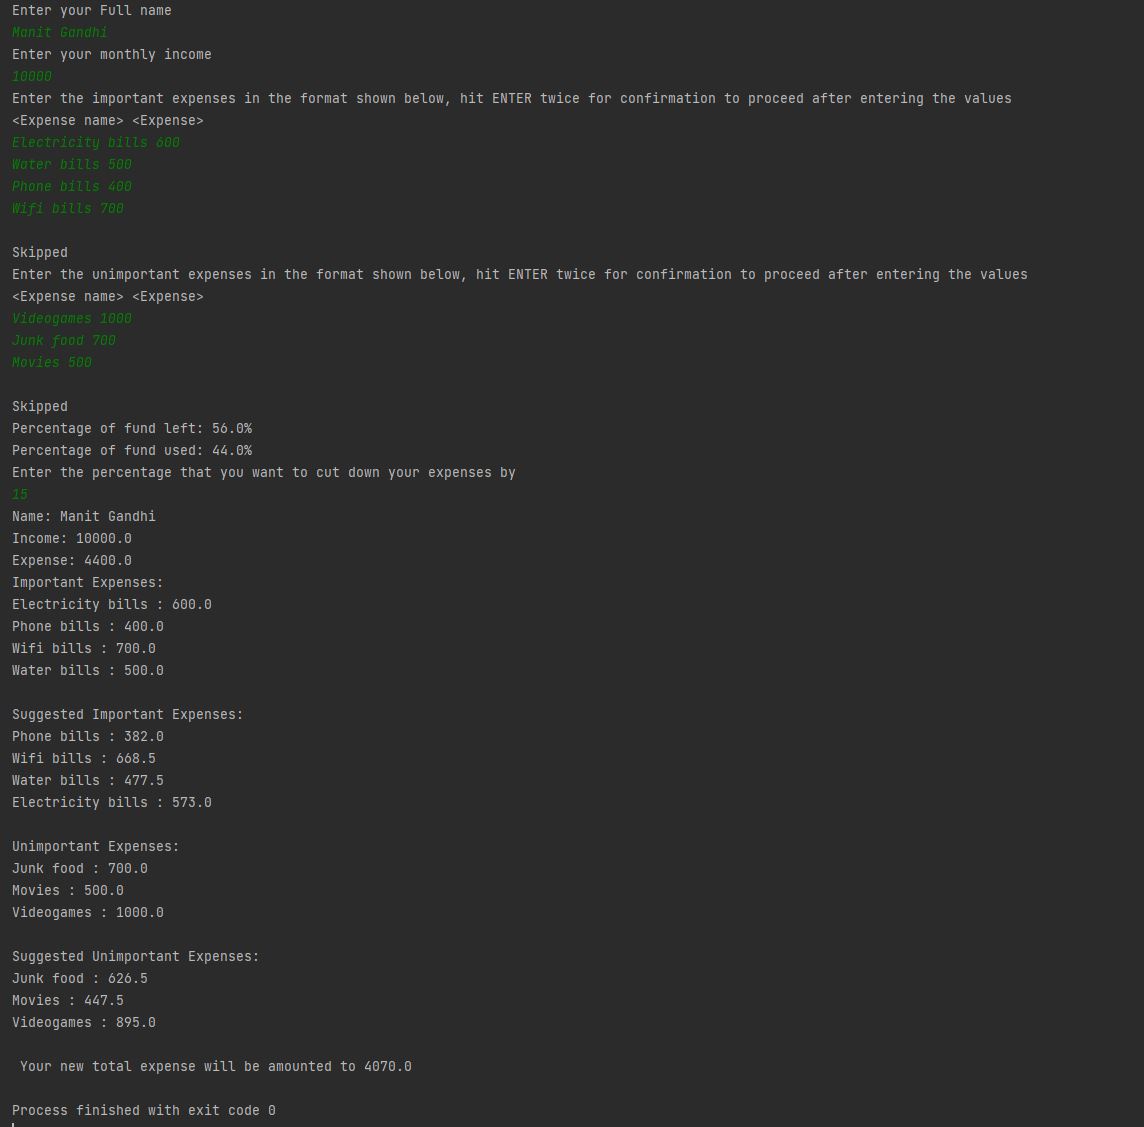 Enter your Full name
Manit Gandhi
Enter your monthly income
10000
Enter the important expenses in the format shown below, hit ENTER twice for confirmation to proceed after entering the values
<Expense name> <Expense>
Electricity bills 600
Water bills 500
Phone bills 400
Wifi bills 700
Skipped
Enter the unimportant expenses in the format shown below, hit ENTER twice for confirmation to proceed after entering the values
<Expense name> <Expense>
Videogames 1000
Junk food 700
Movies 500
Skipped
Percentage of fund left: 56.0%
Percentage of fund used: 44.0%
Enter the percentage that you want to cut down your expenses by
15
Name: Manit Gandhi
Income: 10000.0
Expense: 4400.0
Important Expenses:
Electricity bills : 600.0
Phone bills : 400.0
Wifi bills : 700.0
Water bills : 500.0
Suggested Important Expenses:
Phone bills : 382.0
Wifi bills : 668.5
Water bills : 477.5
Electricity bills : 573.0
Unimportant Expenses:
Junk food : 700.0
Movies : 500.0
Videogames : 1000.0
Suggested Unimportant Expenses:
Junk food : 626.5
Movies : 447.5
Videogames : 895.0
Your new total expense will be amounted to 4070.0
Process finished with exit code 0